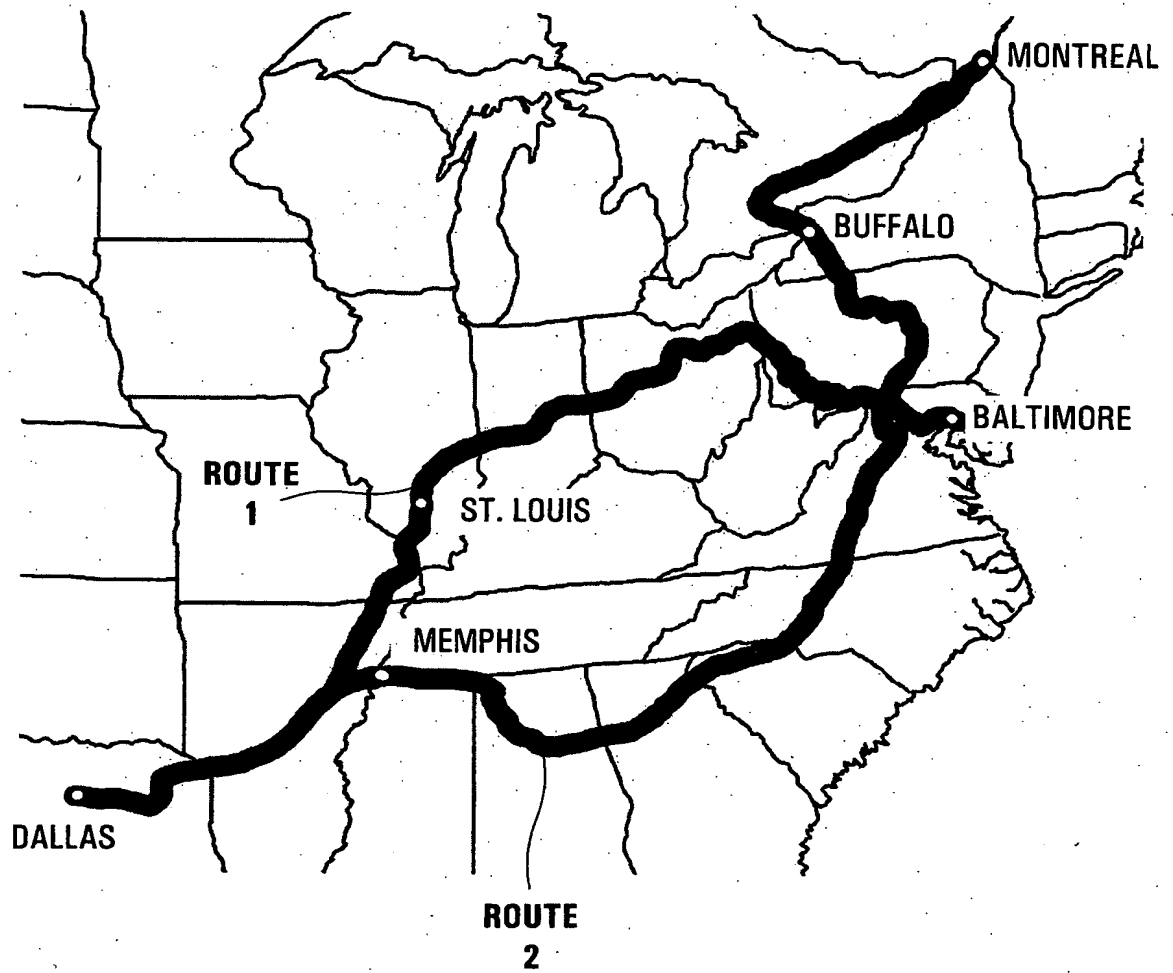 MONTREAL
BUFFALO
BALTIMORE
ROUTE
1
ST. LOUIS
MEMPHIS
DALLAS
ROUTE
2